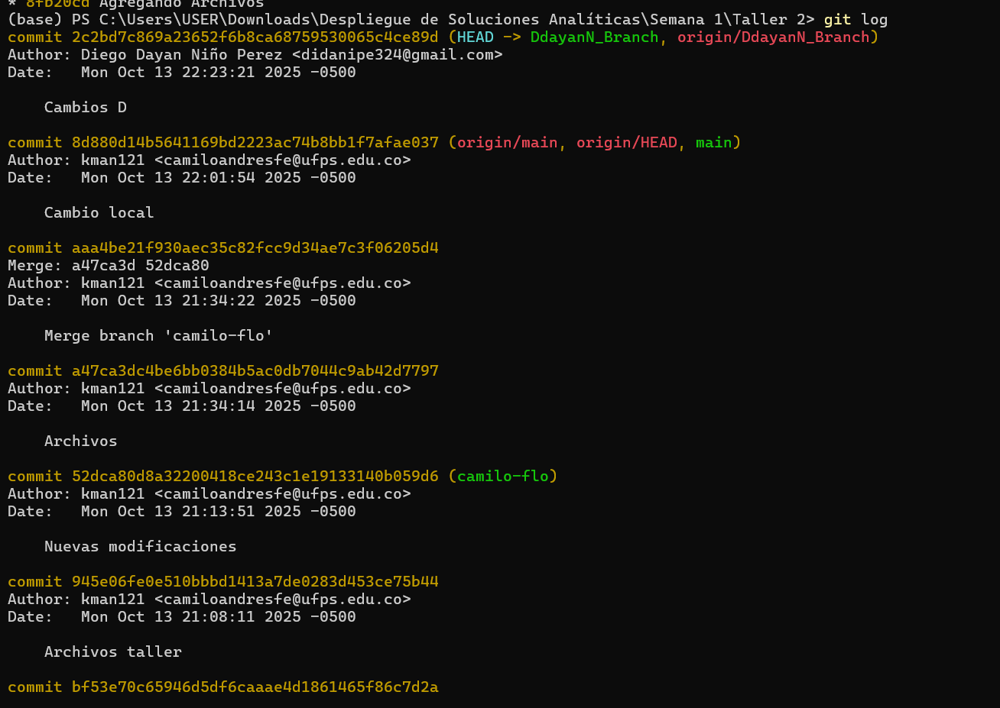 * 8fb20cd Agregando Archivos
(base) PS C:\Users\USER\Downloads\Despliegue de Soluciones Analíticas\Semana 1\Taller 2> git log
commit 2c2bd7c869a23652f6b8ca68759530065c4ce89d (HEAD -> DdayanN_Branch, origin/DdayanN_Branch)
Author: Diego Dayan Niño Perez <didanipe324@gmail.com>
Date:   Mon Oct 13 22:23:21 2025 -0500
    Cambios D
commit 8d880d14b5641169bd2223ac74b8bb1f7afae037 (origin/main, origin/HEAD, main)
Author: kman121 <camiloandresfe@ufps.edu.co>
Date:   Mon Oct 13 22:01:54 2025 -0500
    Cambio local
commit aaa4be21f930aec35c82fcc9d34ae7c3f06205d4
Merge: a47ca3d 52dca80
Author: kman121 <camiloandresfe@ufps.edu.co>
Date:   Mon Oct 13 21:34:22 2025 -0500
    Merge branch 'camilo-flo'
commit a47ca3dc4be6bb0384b5ac0db7044c9ab42d7797
Author: kman121 <camiloandresfe@ufps.edu.co>
Date:   Mon Oct 13 21:34:14 2025 -0500
    Archivos
commit 52dca80d8a32200418ce243c1e19133140b059d6 (camilo-flo)
Author: kman121 <camiloandresfe@ufps.edu.co>
Date:   Mon Oct 13 21:13:51 2025 -0500
    Nuevas modificaciones
commit 945e06fe0e510bbbd1413a7de0283d453ce75b44
Author: kman121 <camiloandresfe@ufps.edu.co>
Date:   Mon Oct 13 21:08:11 2025 -0500
    Archivos taller
commit bf53e70c65946d5df6caaae4d1861465f86c7d2a